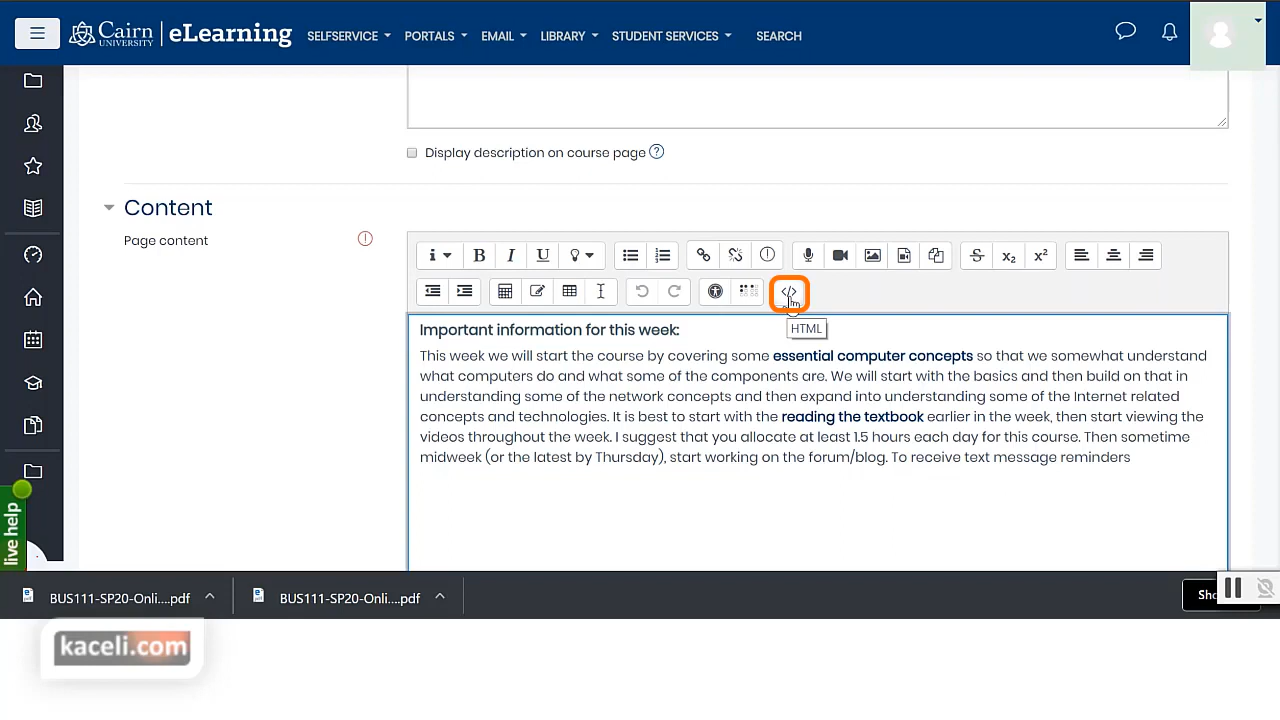 Cairn UNIVERSITY eLearning SELFSERVICE PORTALS EMAIL LIBRARY STUDENT SERVICES SEARCH
Display description on course page ?
Content
Page content
i B I U
</>
HTML
Important information for this week:
This week we will start the course by covering some essential computer concepts so that we somewhat understand
what computers do and what some of the components are. We will start with the basics and then build on that in
understanding some of the network concepts and then expand into understanding some of the Internet related
concepts and technologies. It is best to start with the reading the textbook earlier in the week, then start viewing the
videos throughout the week. I suggest that you allocate at least 1.5 hours each day for this course. Then sometime
midweek (or the latest by Thursday), start working on the forum/blog. To receive text message reminders
live help
BUS111-SP20-Onli....pdf BUS111-SP20-Onli....pdf
kaceli.com